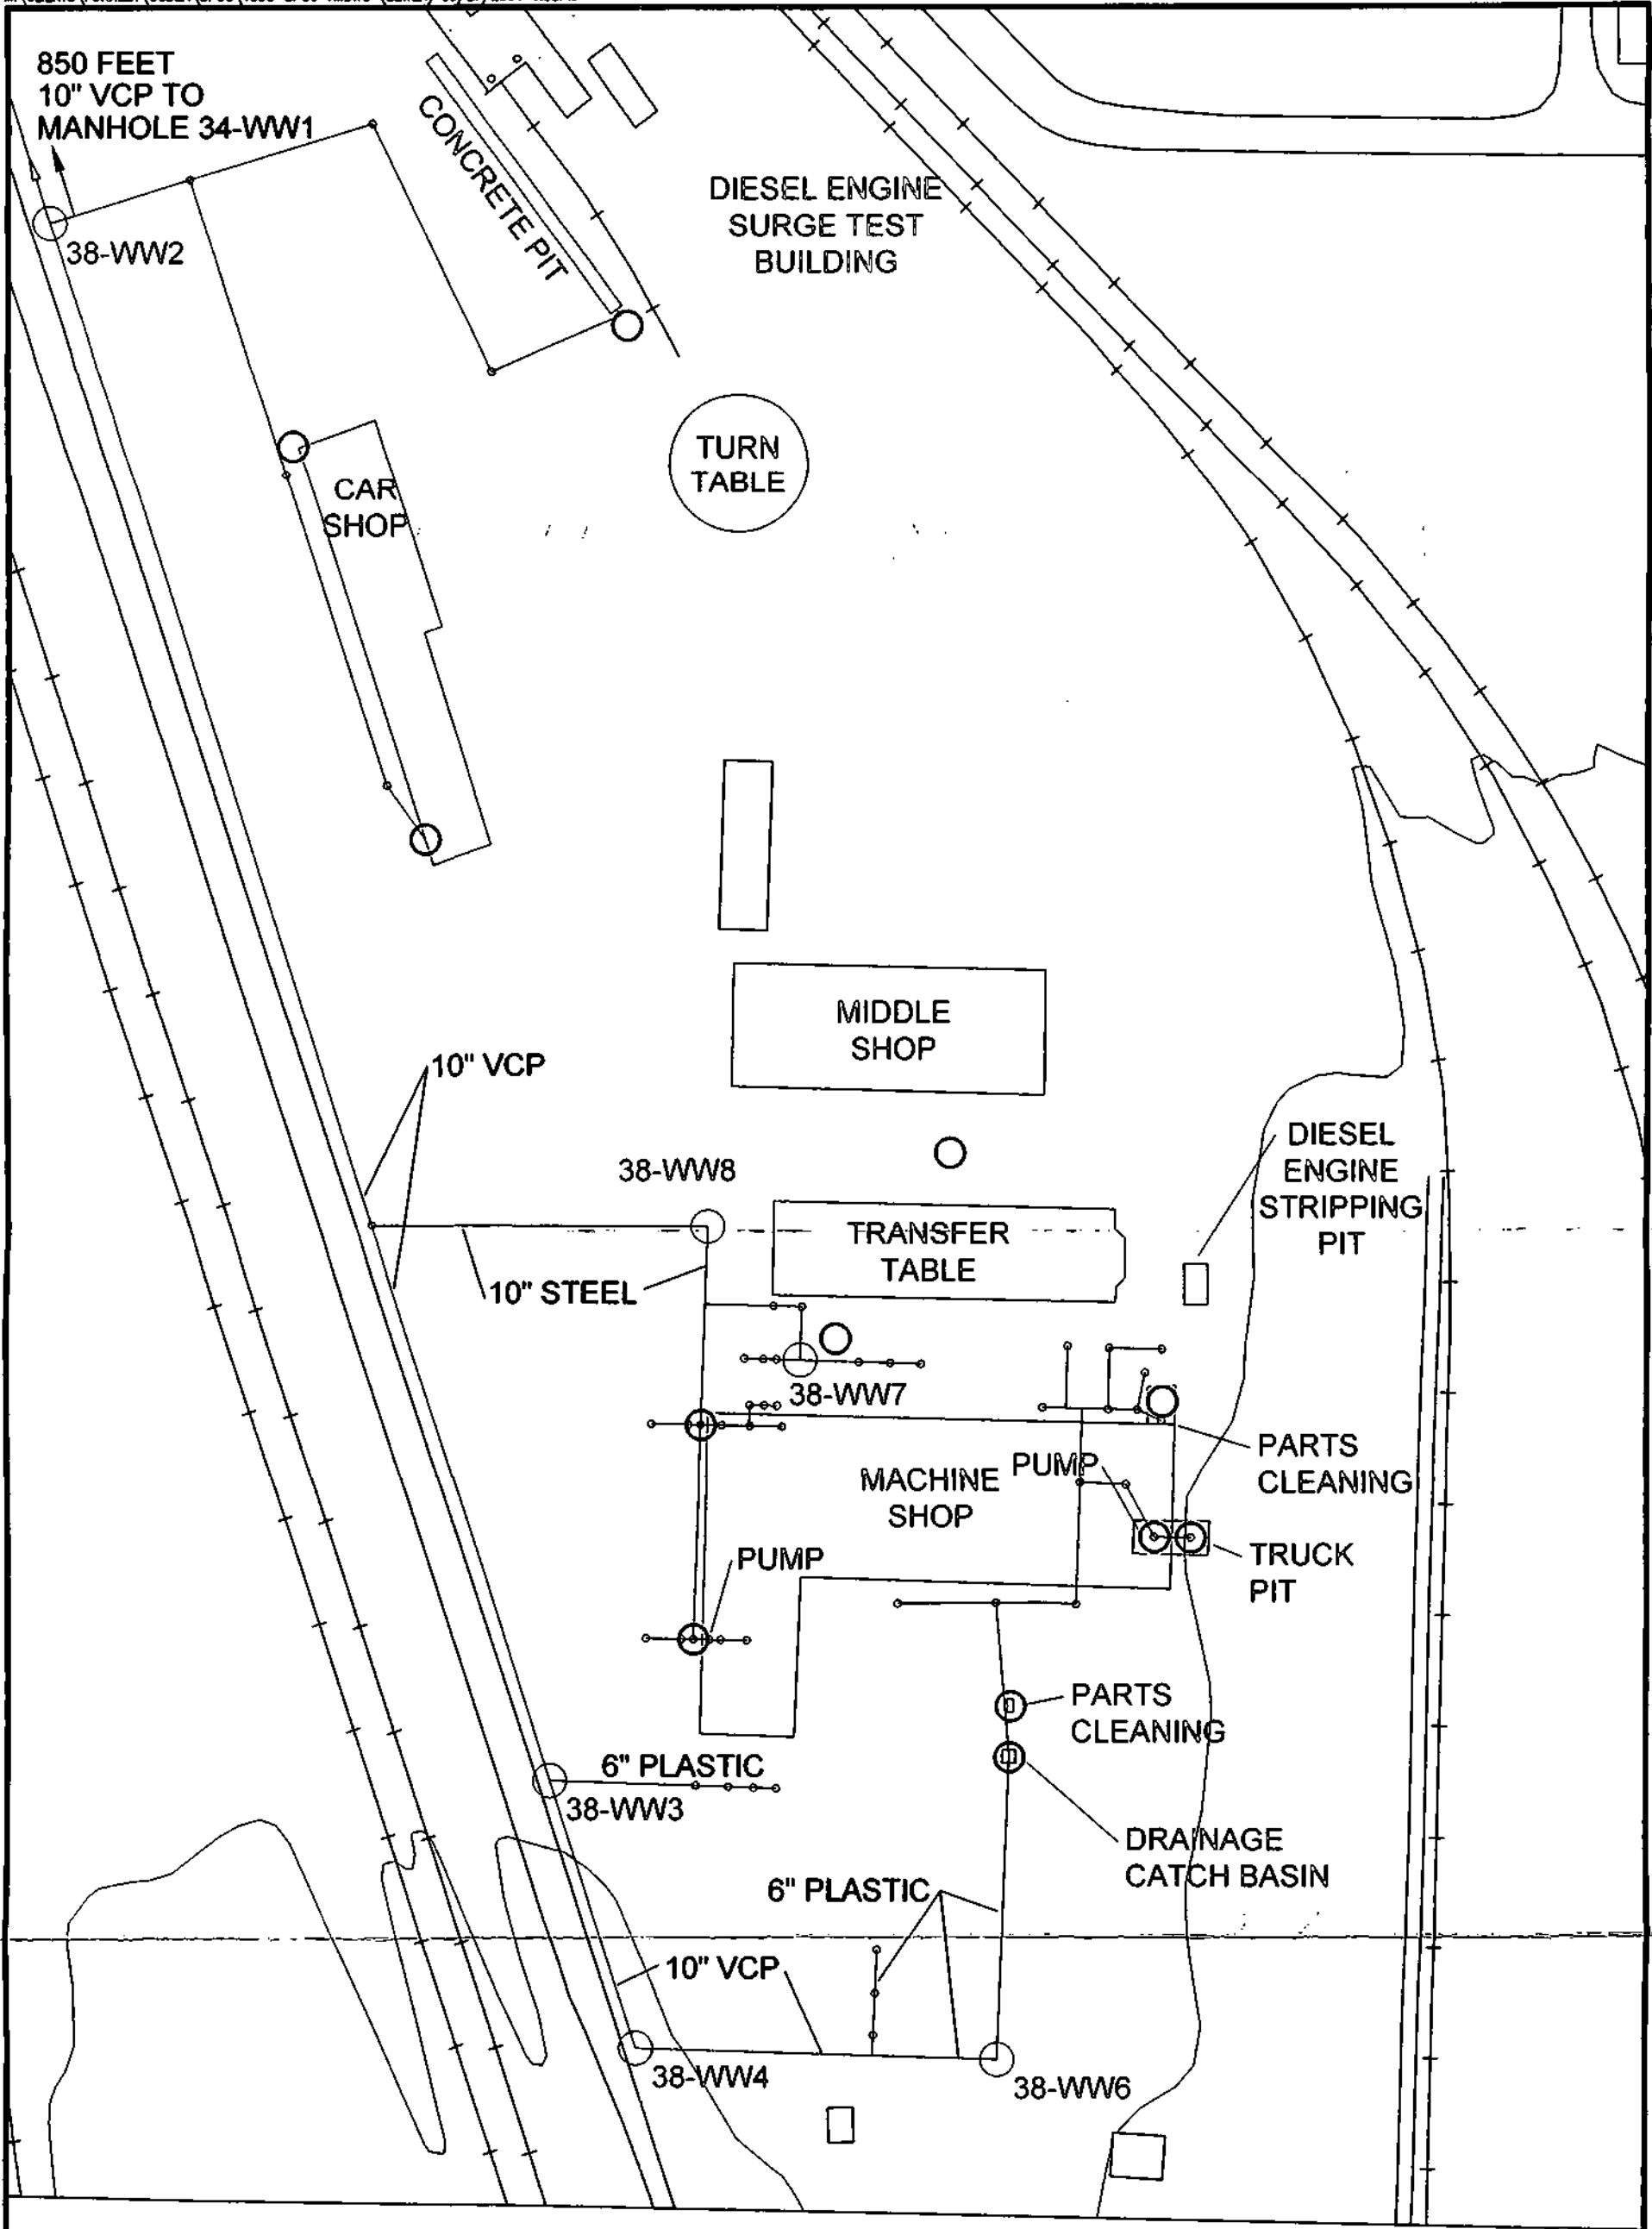 850 FEET
10" VCP TO
MANHOLE 34-WW1
38-WW2
CONCRETE PIT
DIESEL ENGINE
SURGE TEST
BUILDING
TURN
TABLE
CAR
SHOP
MIDDLE
SHOP
10" VCP
38-WW8
DIESEL
ENGINE
STRIPPING
PIT
TRANSFER
TABLE
10" STEEL
38-WW7
PARTS
CLEANING
MACHINE
SHOP
PUMP
TRUCK
PIT
PUMP
PARTS
CLEANING
6" PLASTIC
38-WW3
DRAINAGE
CATCH BASIN
6" PLASTIC
10" VCP
38-WW4
38-WW6